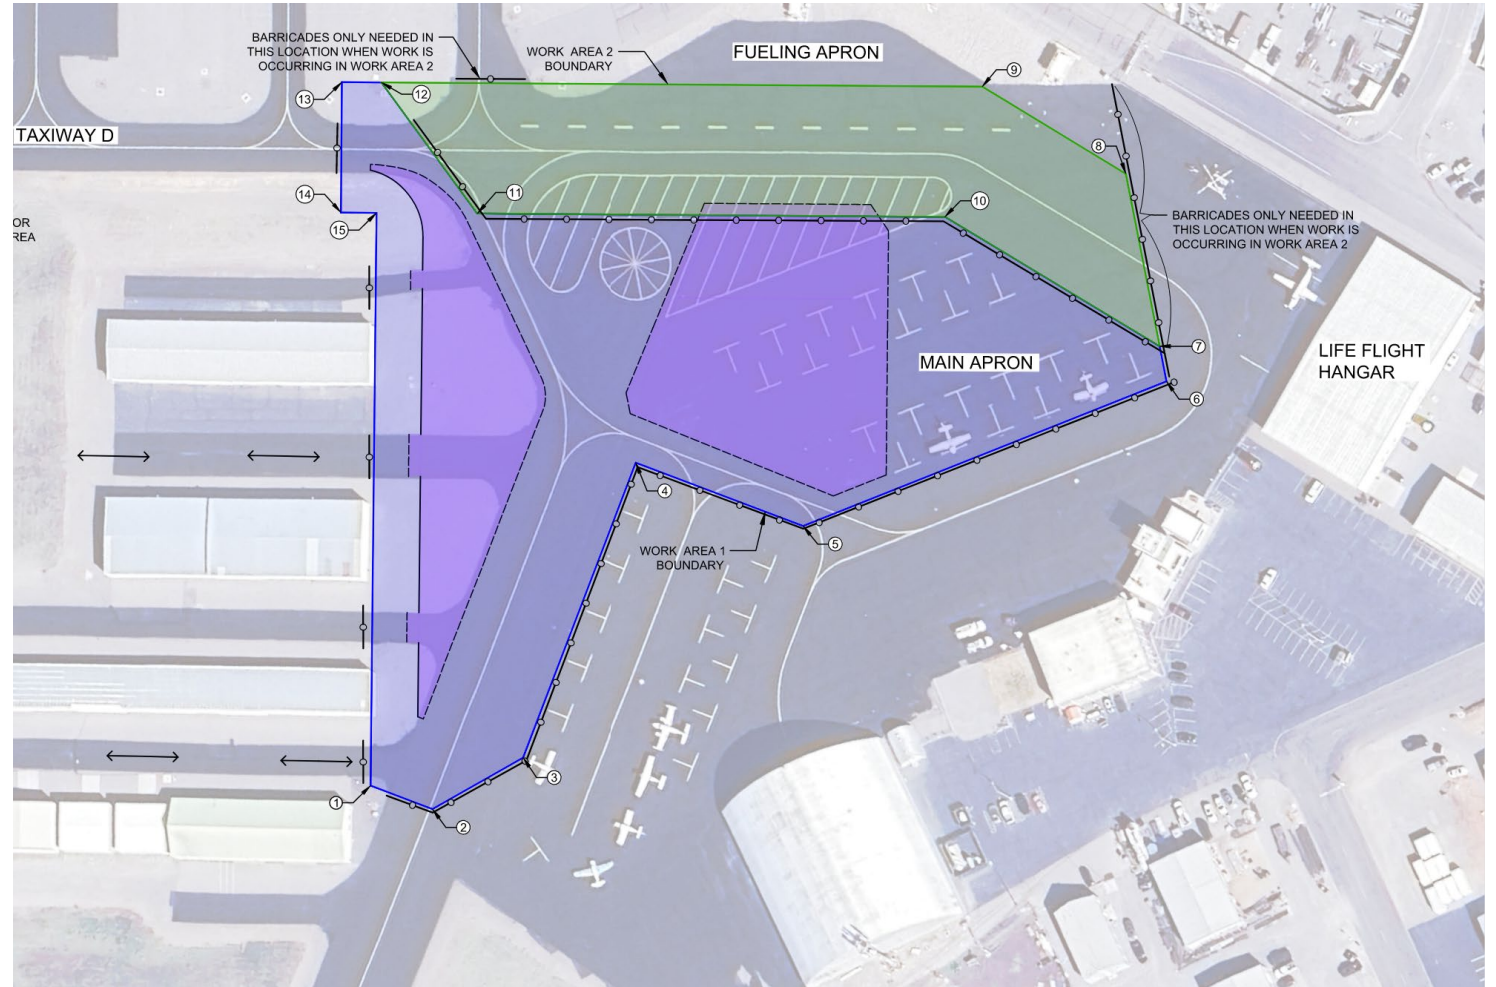 BARRICADES ONLY NEEDED IN
THIS LOCATION WHEN WORK IS
OCCURRING IN WORK AREA 2
WORK AREA 2
BOUNDARY
FUELING APRON
9
13
12
TAXIWAY D
8
14
11
10
15
OR
REA
BARRICADES ONLY NEEDED IN
THIS LOCATION WHEN WORK IS
OCCURRING IN WORK AREA 2
7
LIFE FLIGHT
HANGAR
MAIN APRON
6
4
5
WORK AREA 1
BOUNDARY
3
1
2